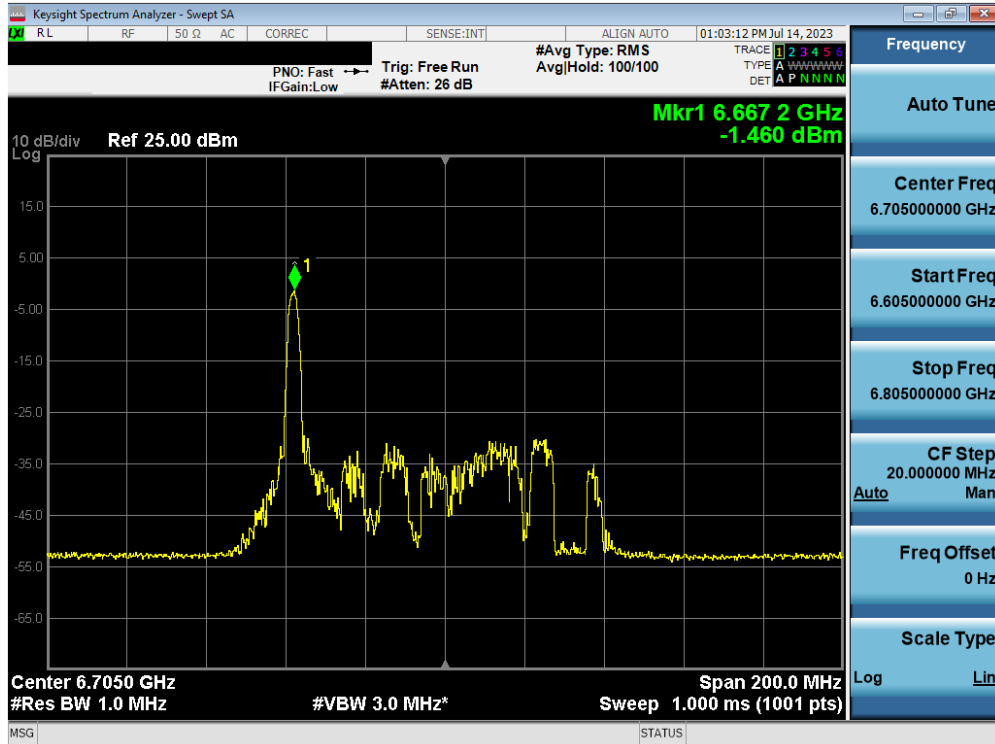 Keysight Spectrum Analyzer - Swept SA
LXI RL RF 50 Ω AC CORREC SENSE:INT ALIGN AUTO 01:03:12 PM Jul 14, 2023
PNO: Fast
IFGain:Low
Trig: Free Run
#Atten: 26 dB
#Avg Type: RMS
Avg|Hold: 100/100
TRACE 1 2 3 4 5 6
TYPE A WWWWW
DET A P N N N N
Mkr1 6.667 2 GHz
-1.460 dBm
10 dB/div
Log
Ref 25.00 dBm
15.0
5.00
-5.00
-15.0
-25.0
-35.0
-45.0
-55.0
-65.0
1
Center 6.7050 GHz
Span 200.0 MHz
#Res BW 1.0 MHz
#VBW 3.0 MHz*
Sweep 1.000 ms (1001 pts)
MSG
STATUS
Frequency
Auto Tune
Center Freq
6.705000000 GHz
Start Freq
6.605000000 GHz
Stop Freq
6.805000000 GHz
CF Step
20.000000 MHz
Auto Man
Freq Offset
0 Hz
Scale Type
Log Lin